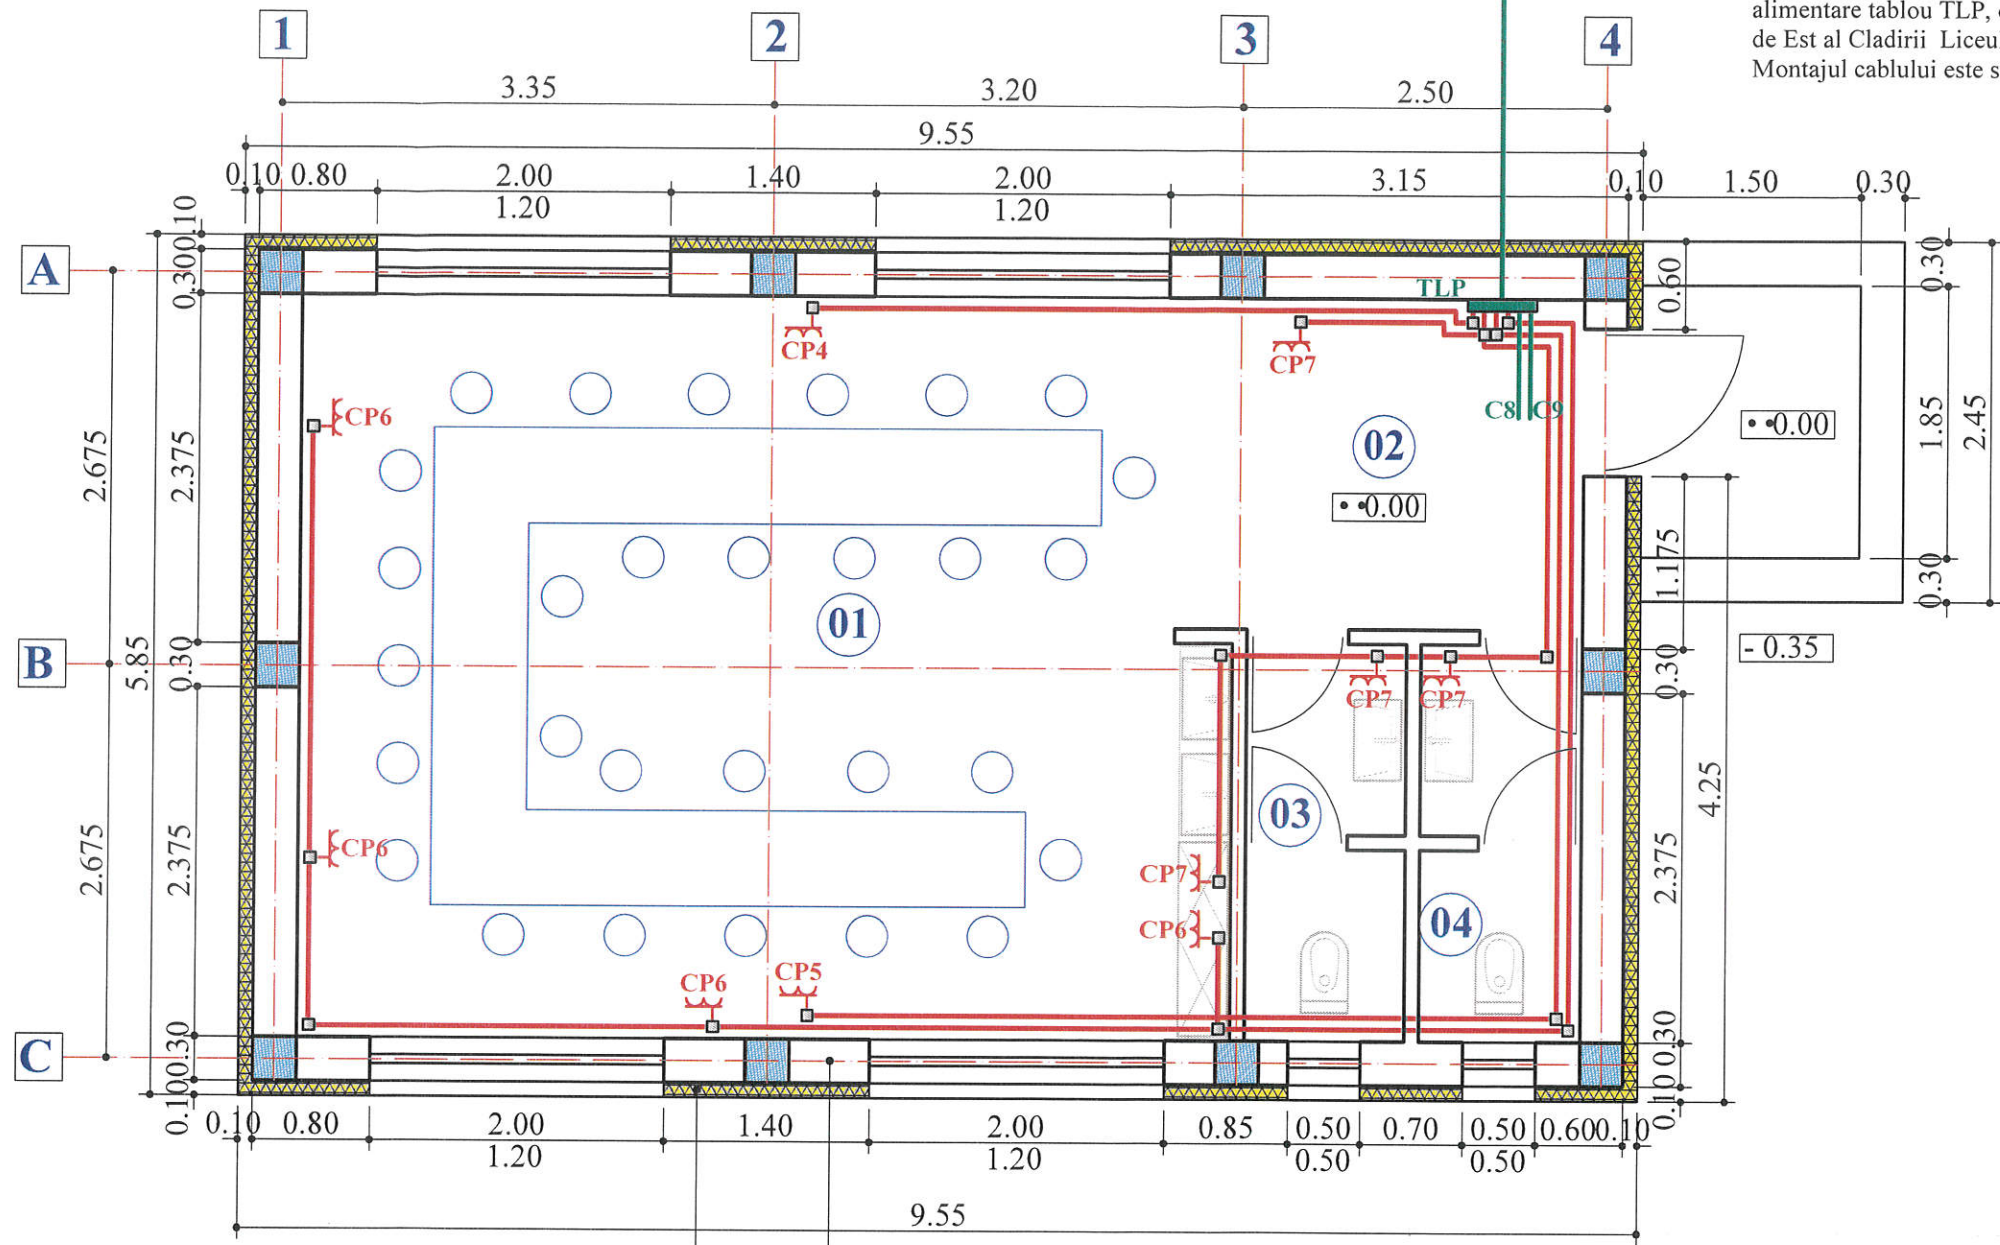 alimentare tablou TLP,
de Est al Cladirii Liceu
Montajul cablului este s
1 2 3 4
3.35 3.20 2.50
9.55
0.10 0.80 2.00 1.40 2.00 3.15 0.10 1.50 0.30
1.20 1.20
A
B
C
0.10
0.30
2.375
0.30
2.375
0.30
0.10
2.675
2.675
5.85
TLP
CP4
CP7
CP6
C8 C9
02
••0.00
••0.00
01
CP7 CP7
03
CP6
CP7
CP6
04
CP6
CP5
0.60
0.30
1.85
2.45
0.30
1.175
- 0.35
0.30
4.25
2.375
0.30
0.10
0.10 0.80 2.00 1.40 2.00 0.85 0.50 0.70 0.50 0.60 0.10
1.20 1.20 0.50 0.50
9.55